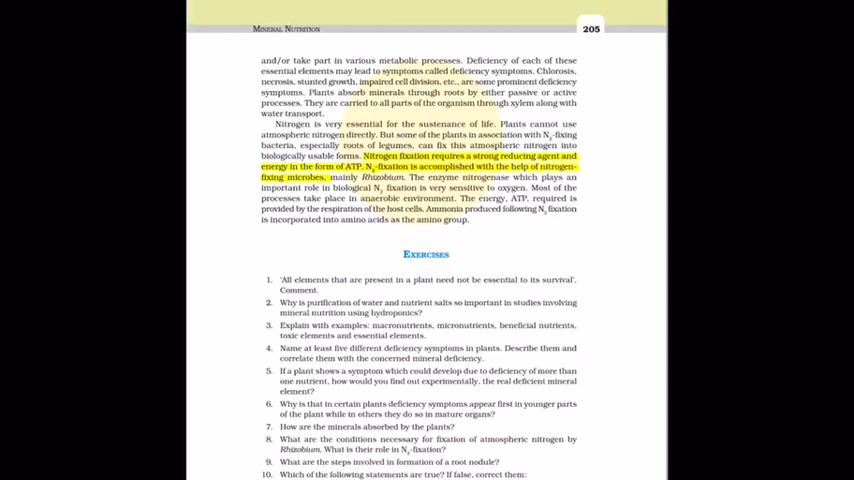 MINERAL NUTRITION 205
and/or take part in various metabolic processes. Deficiency of each of these
essential elements may lead to symptoms called deficiency symptoms. Chlorosis,
necrosis, stunted growth, impaired cell division, etc., are some prominent deficiency
symptoms. Plants absorb minerals through roots by either passive or active
processes. They are carried to all parts of the organism through xylem along with
water transport.
Nitrogen is very essential for the sustenance of life. Plants cannot use
atmospheric nitrogen directly. But some of the plants in association with N₂-fixing
bacteria, especially roots of legumes, can fix this atmospheric nitrogen into
biologically usable forms. Nitrogen fixation requires a strong reducing agent and
energy in the form of ATP. N₂-fixation is accomplished with the help of nitrogen-
fixing microbes, mainly Rhizobium. The enzyme nitrogenase which plays an
important role in biological N₂ fixation is very sensitive to oxygen. Most of the
processes take place in anaerobic environment. The energy, ATP, required is
provided by the respiration of the host cells. Ammonia produced following N₂ fixation
is incorporated into amino acids as the amino group.
EXERCISES
1. 'All elements that are present in a plant need not be essential to its survival'.
Comment.
2. Why is purification of water and nutrient salts so important in studies involving
mineral nutrition using hydroponics?
3. Explain with examples: macronutrients, micronutrients, beneficial nutrients,
toxic elements and essential elements.
4. Name at least five different deficiency symptoms in plants. Describe them and
correlate them with the concerned mineral deficiency.
5. If a plant shows a symptom which could develop due to deficiency of more than
one nutrient, how would you find out experimentally, the real deficient mineral
element?
6. Why is that in certain plants deficiency symptoms appear first in younger parts
of the plant while in others they do so in mature organs?
7. How are the minerals absorbed by the plants?
8. What are the conditions necessary for fixation of atmospheric nitrogen by
Rhizobium. What is their role in N₂-fixation?
9. What are the steps involved in formation of a root nodule?
10. Which of the following statements are true? If false, correct them: